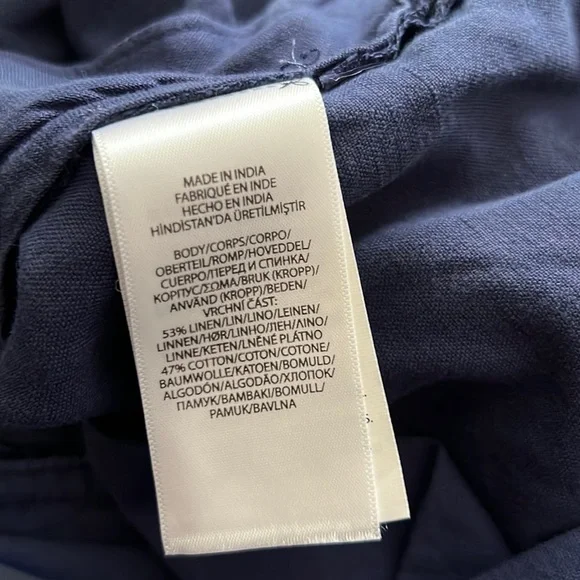 MADE IN INDIA
FABRIQUÉ EN INDE
HECHO EN INDIA
HİNDİSTAN'DA ÜRETİLMİŞTİR
BODY/CORPS/CORPO/
OBERTEIL/ROMP/HOVEDDEL/
CUERPO/ПЕРЕД И СПИНКА/
KORPITUC/ΣΩΜΑ/BRUK (KROPP)/
ANVÄND (KROPP)/BEDEN/
VRCHNÍ ČÁST:
53% LINEN/LIN/LINO/LEINEN/
LINNEN/HØR/LINHO/ЛЕН/ΛΙΝΟ/
LINNE/KETEN/LNĚNÉ PLÁTNO
47% COTTON/COTON/COTONE/
BAUMWOLLE/KATOEN/BOMULD/
ALGODÓN/ALGODÃO/ХЛОПОК/
ПАМУК/ΒΑΜΒΑΚΙ/BOMULL/
PAMUK/BAVLNA